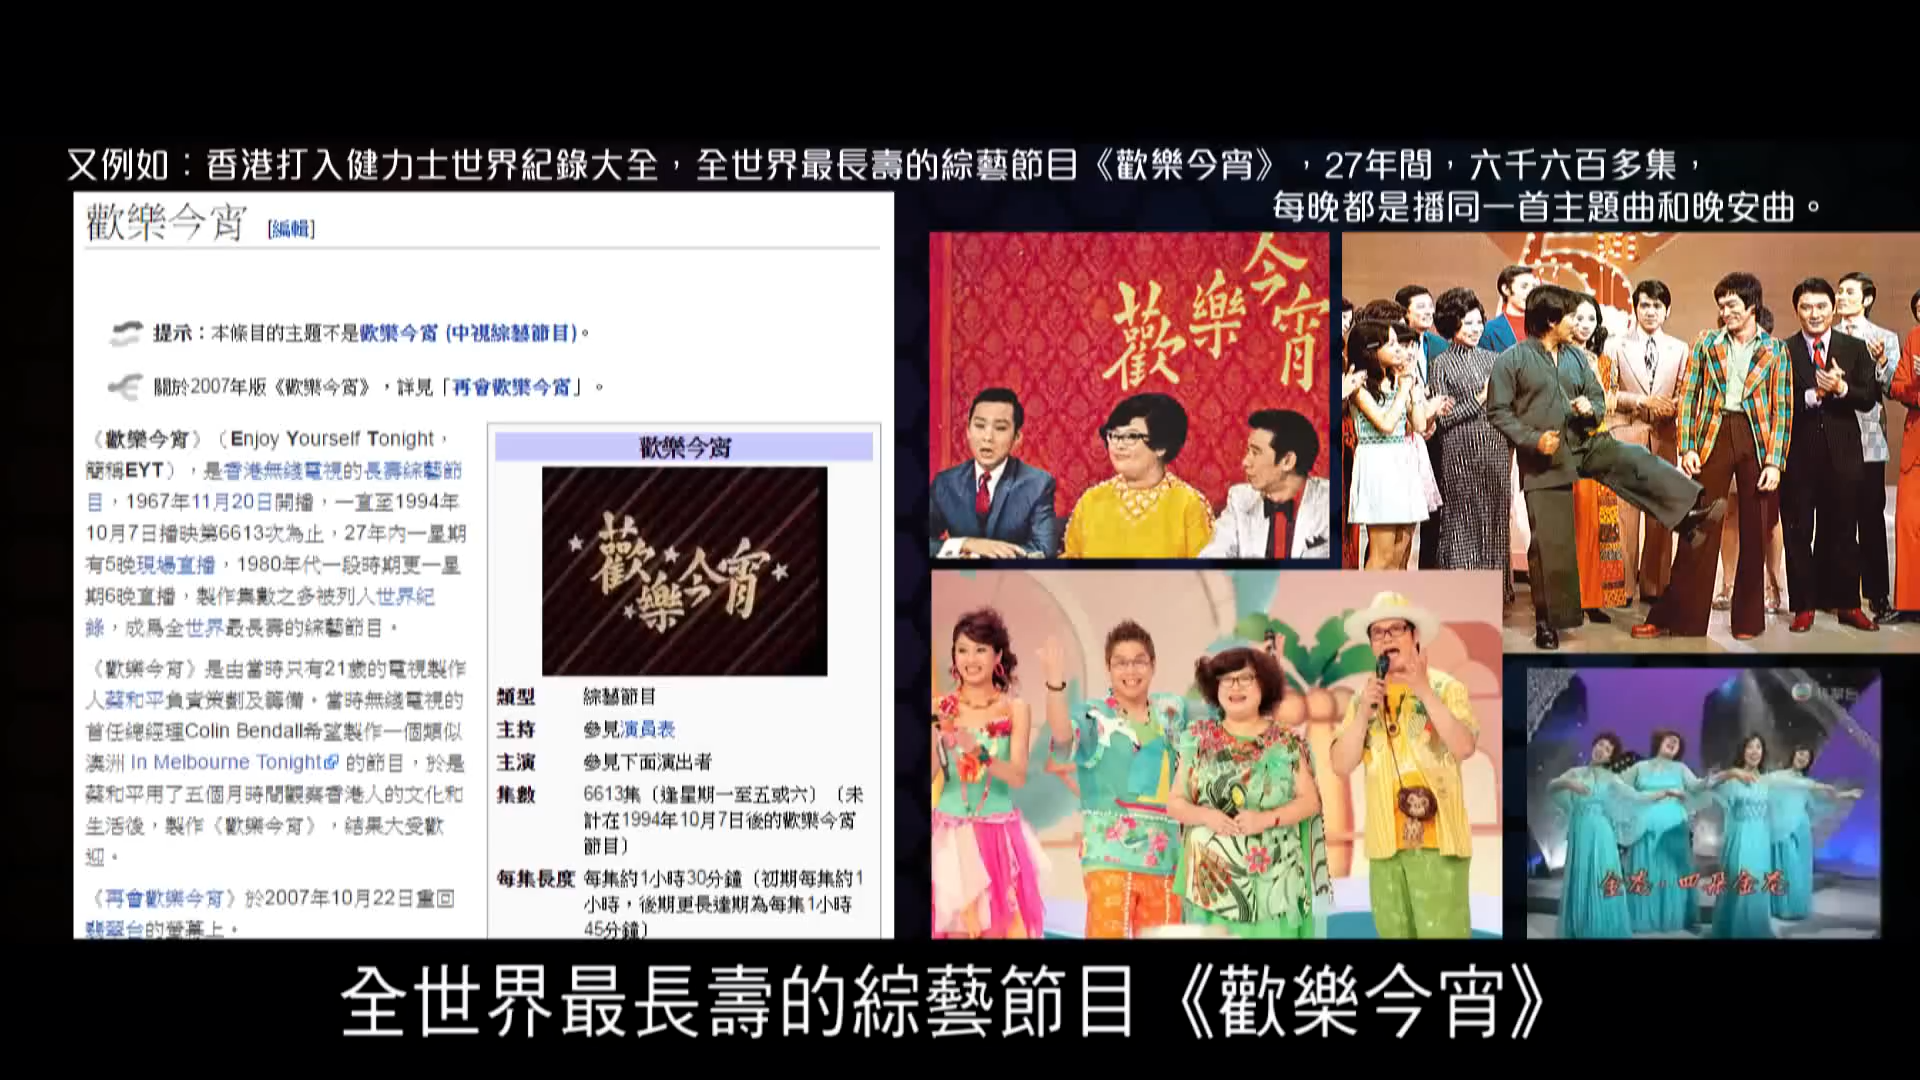 又例如：香港打入健力士世界紀錄大全，全世界最長壽的綜藝節目《歡樂今宵》，27年間，六千六百多集，
每晚都是播同一首主題曲和晚安曲。
歡樂今宵 [編輯]
提示：本條目的主題不是歡樂今宵 (中視綜藝節目)。
關於2007年版《歡樂今宵》，詳見「再會歡樂今宵」。
《歡樂今宵》（Enjoy Yourself Tonight，
簡稱EYT），是香港無綫電視的長壽綜藝節
目，1967年11月20日開播，一直至1994年
10月7日播映第6613次為止，27年內一星期
有5晚現場直播，1980年代一段時期更一星
期6晚直播，製作集數之多被列入世界紀
錄，成為全世界最長壽的綜藝節目。
《歡樂今宵》是由當時只有21歲的電視製作
人蔡和平負責策劃及籌備。當時無綫電視的
首任總經理Colin Bendall希望製作一個類似
澳洲 In Melbourne Tonight 的節目，於是
蔡和平用了五個月時間觀察香港人的文化和
生活後，製作《歡樂今宵》，結果大受歡
迎。
《再會歡樂今宵》於2007年10月22日重回
翡翠台的螢幕上。
歡樂今宵
歡樂今宵
類型 綜藝節目
主持 參見演員表
主演 參見下面演出者
集數 6613集（逢星期一至五或六）（未
計在1994年10月7日後的歡樂今宵
節目）
每集長度 每集約1小時30分鐘（初期每集約1
小時，後期更長達期為每集1小時
45分鐘）
歡樂今宵
翡翠台
金花·四朵金花
全世界最長壽的綜藝節目《歡樂今宵》